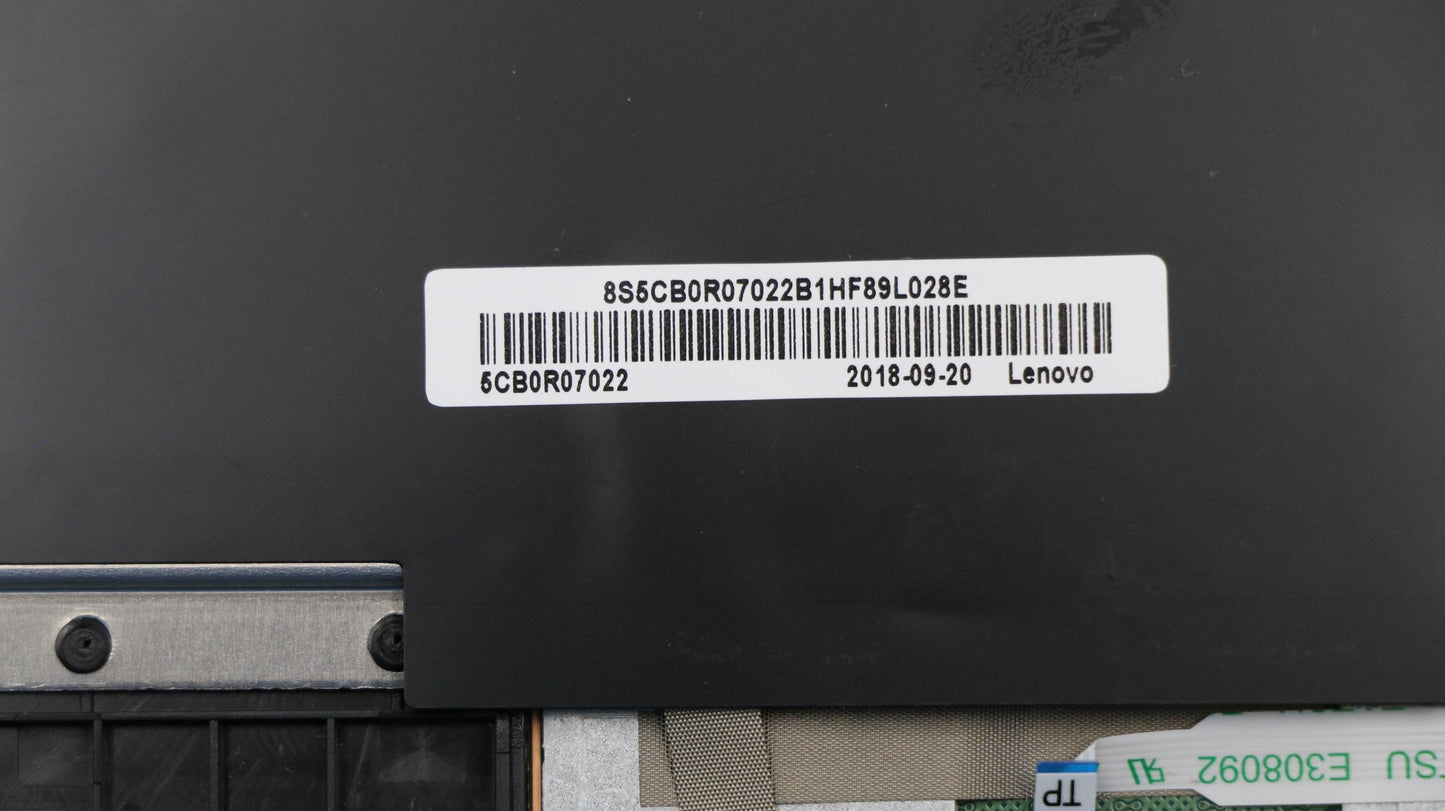 8S5CB0R07022B1HF89L028E
5CB0R07022 2018-09-20 Lenovo
E308092
TP